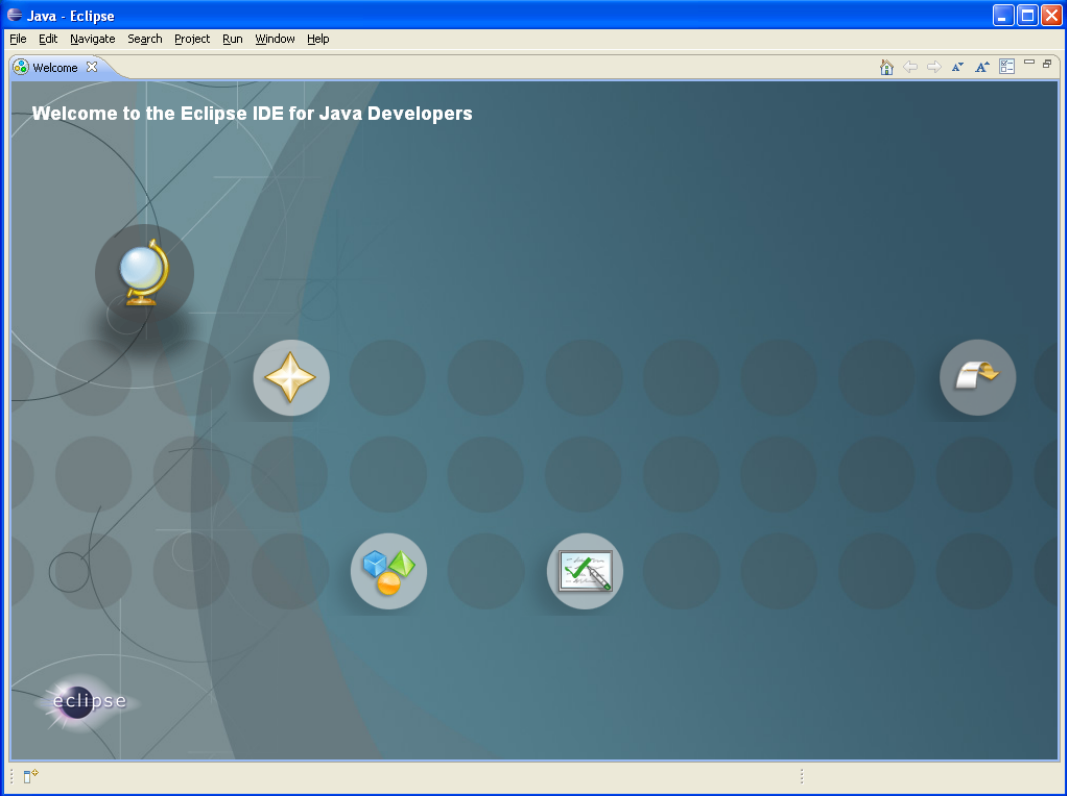 Java - Eclipse
File Edit Navigate Search Project Run Window Help
Welcome
Welcome to the Eclipse IDE for Java Developers
eclipse